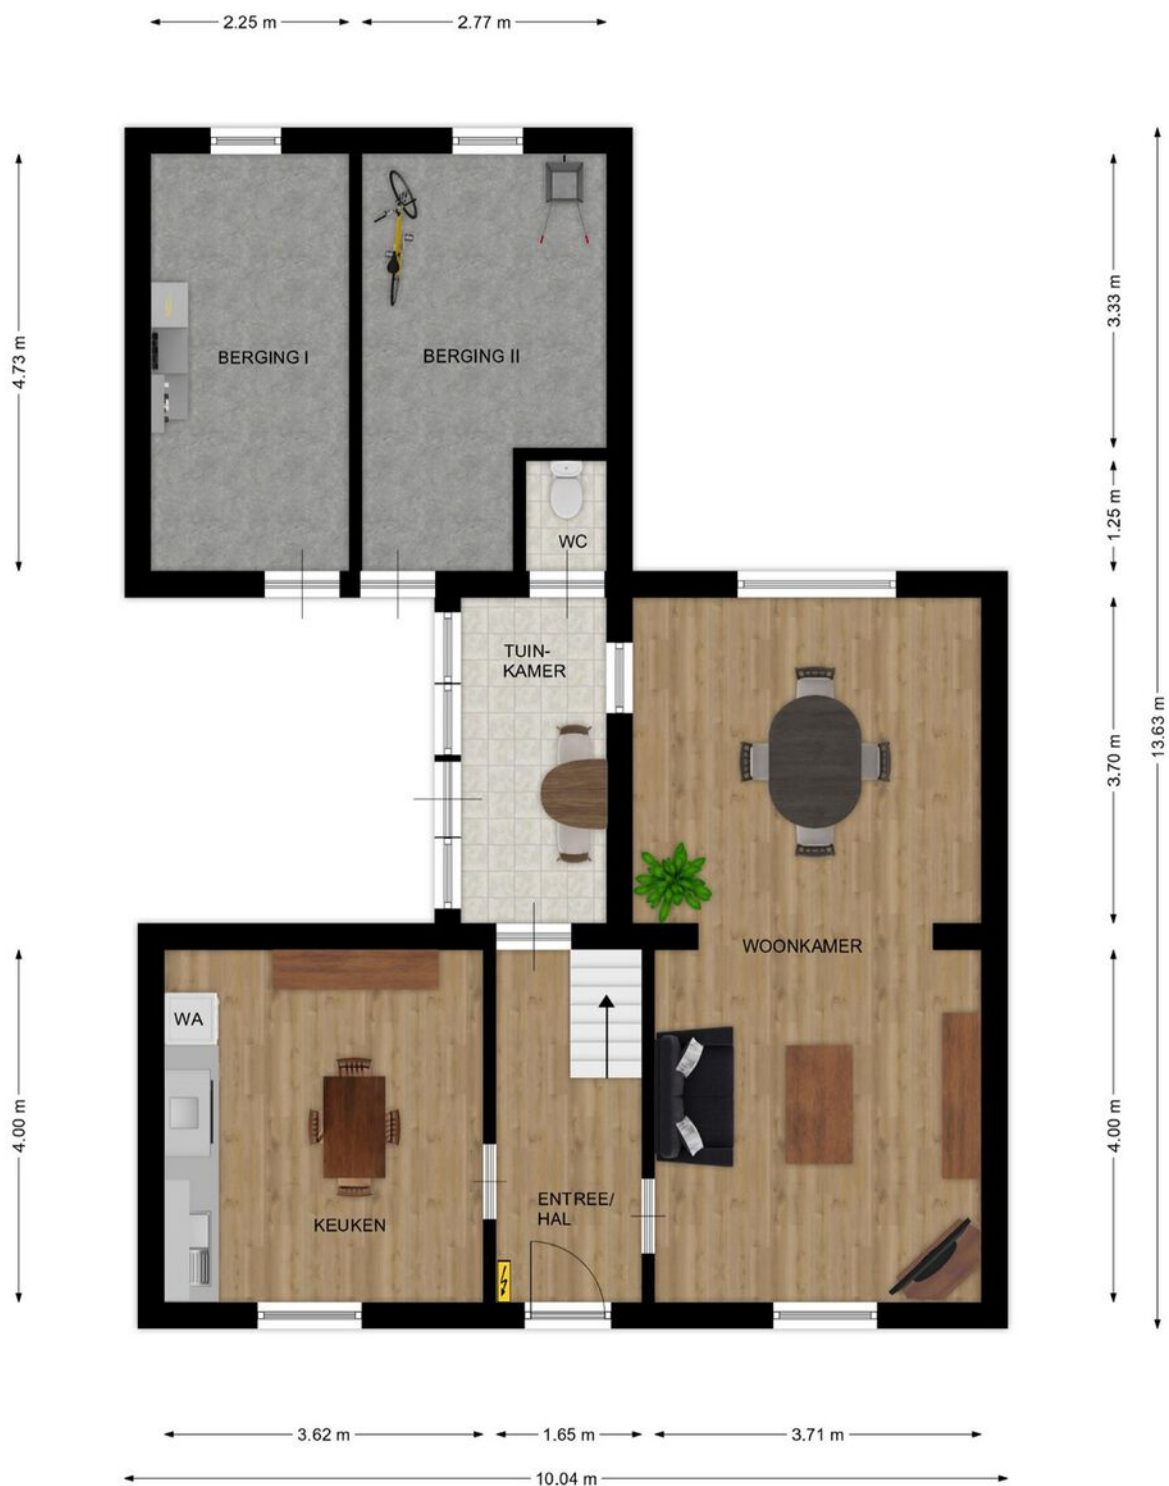 2.25 m
2.77 m
4.73 m
3.33 m
BERGING I
BERGING II
1.25 m
WC
TUIN-
KAMER
13.63 m
3.70 m
WOONKAMER
WA
4.00 m
4.00 m
ENTREE/
HAL
KEUKEN
3.62 m
1.65 m
3.71 m
10.04 m